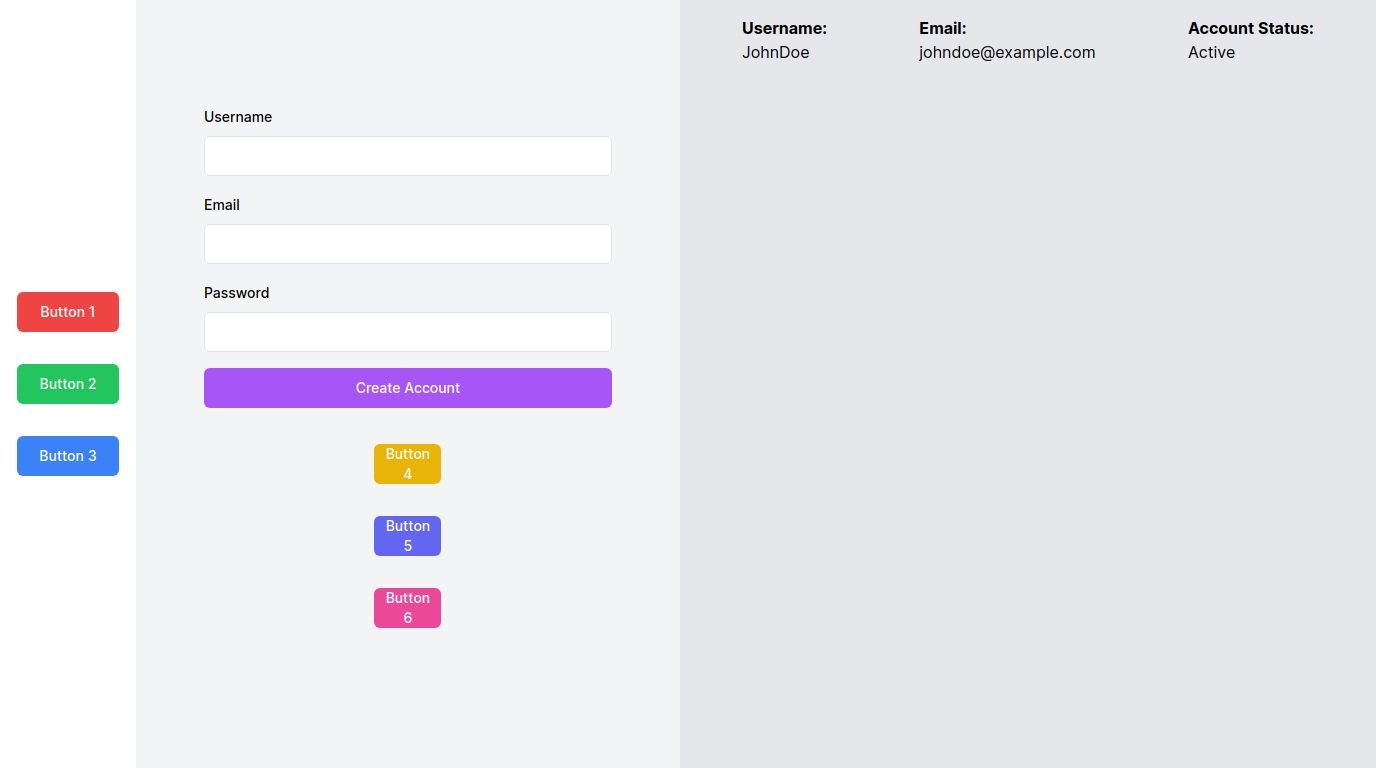 Button 1
Button 2
Button 3
Username
Email
Password
Create Account
Button
4
Button
5
Button
6
Username:
JohnDoe
Email:
johndoe@example.com
Account Status:
Active